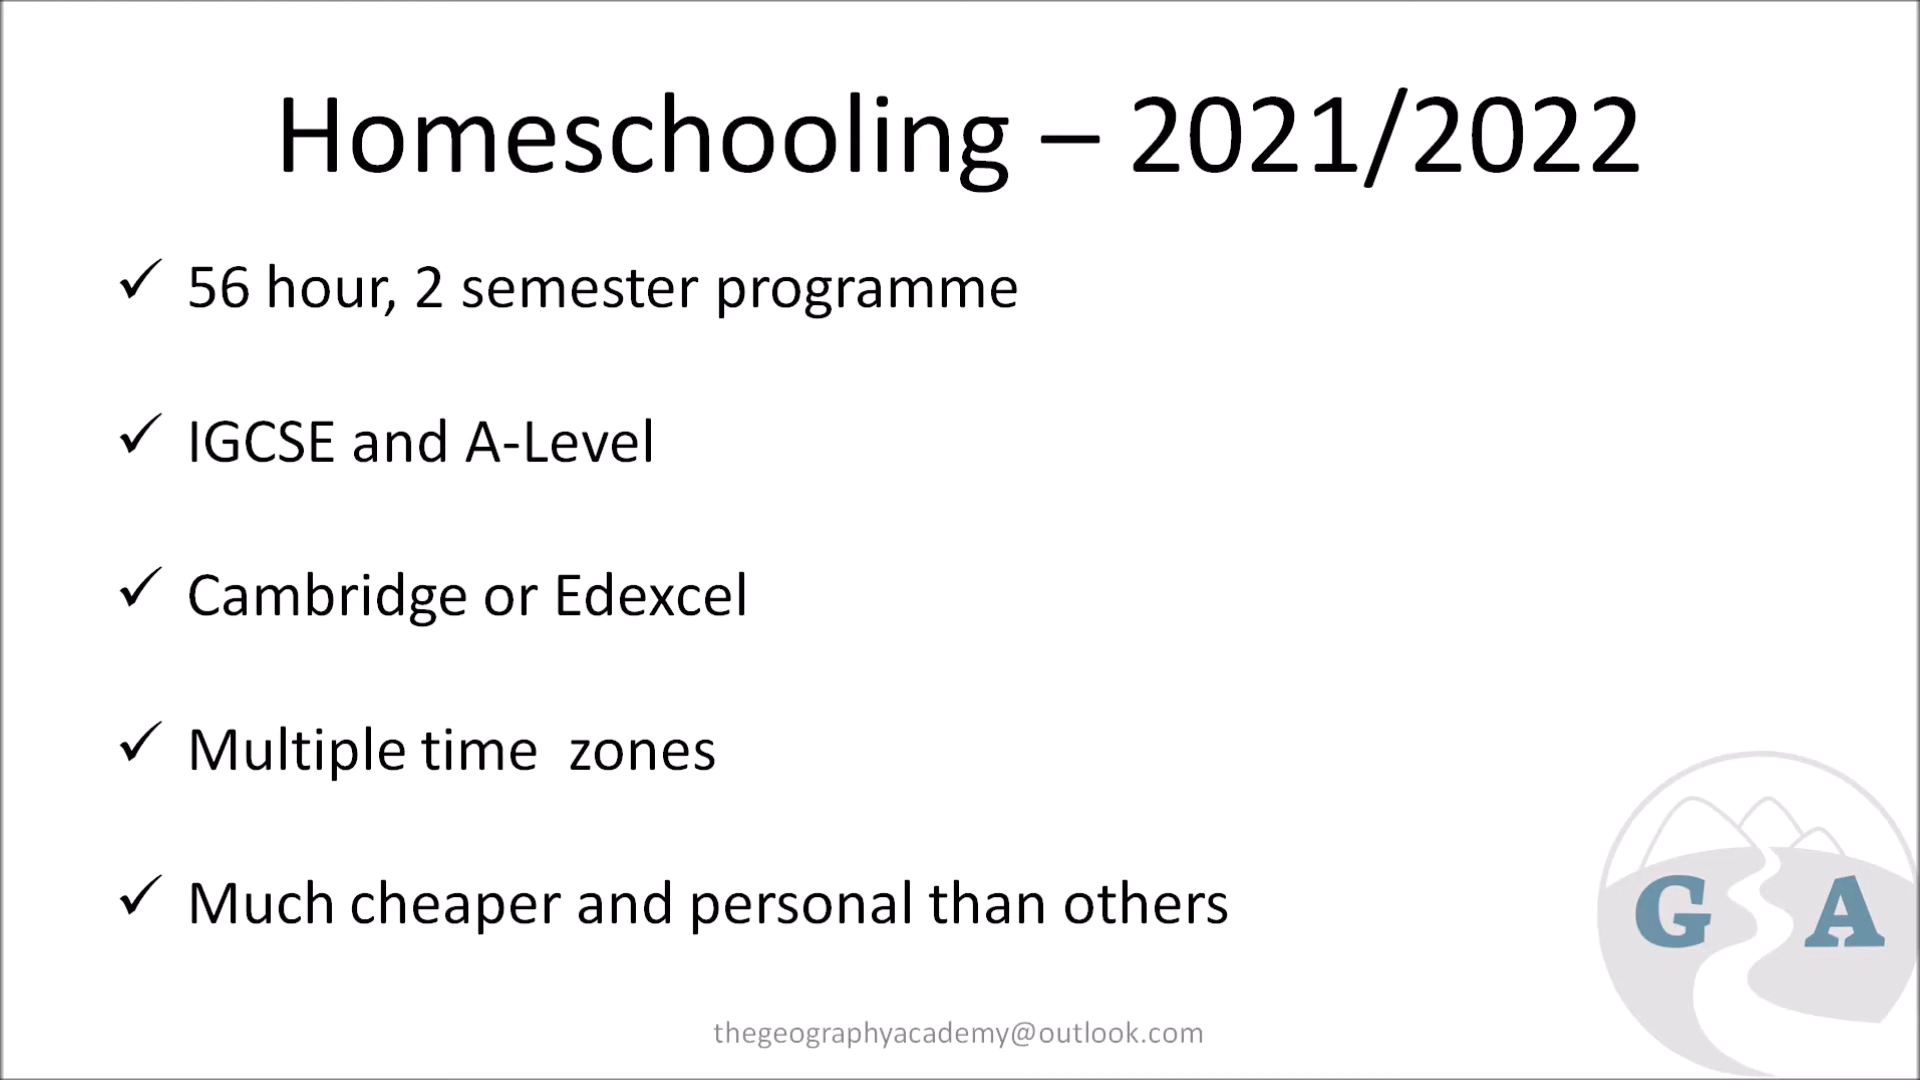 Homeschooling – 2021/2022
✓ 56 hour, 2 semester programme
✓ IGCSE and A-Level
✓ Cambridge or Edexcel
✓ Multiple time  zones
✓ Much cheaper and personal than others
G A
thegeographyacademy@outlook.com